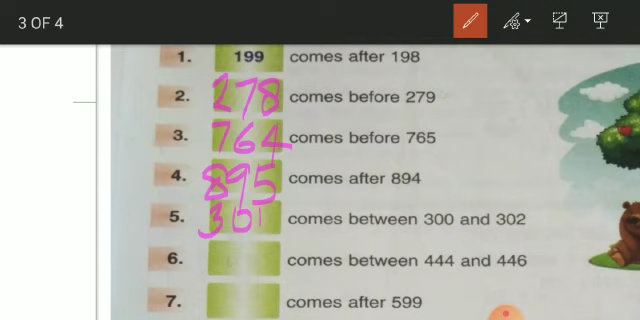 3 OF 4
1. 199 comes after 198
2. 278 comes before 279
3. 764 comes before 765
4. 895 comes after 894
5. 301 comes between 300 and 302
6. comes between 444 and 446
7. comes after 599